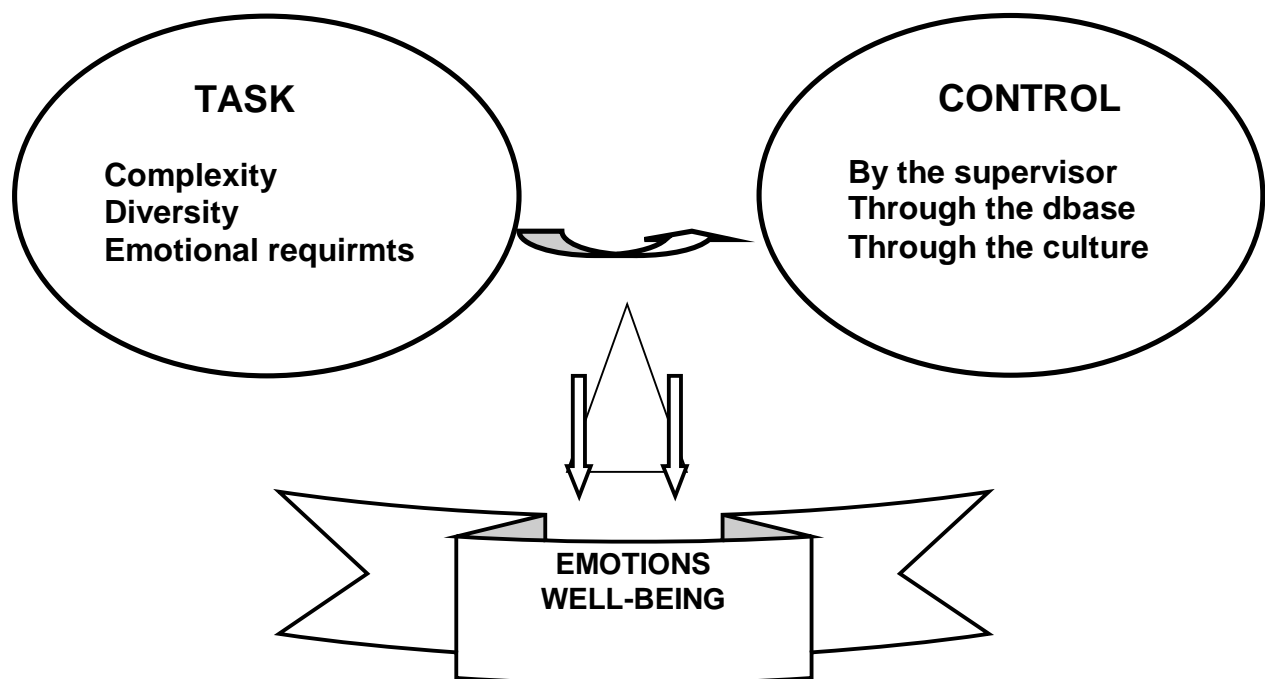 TASK
Complexity
Diversity
Emotional requirmts
CONTROL
By the supervisor
Through the dbase
Through the culture
EMOTIONS
WELL-BEING